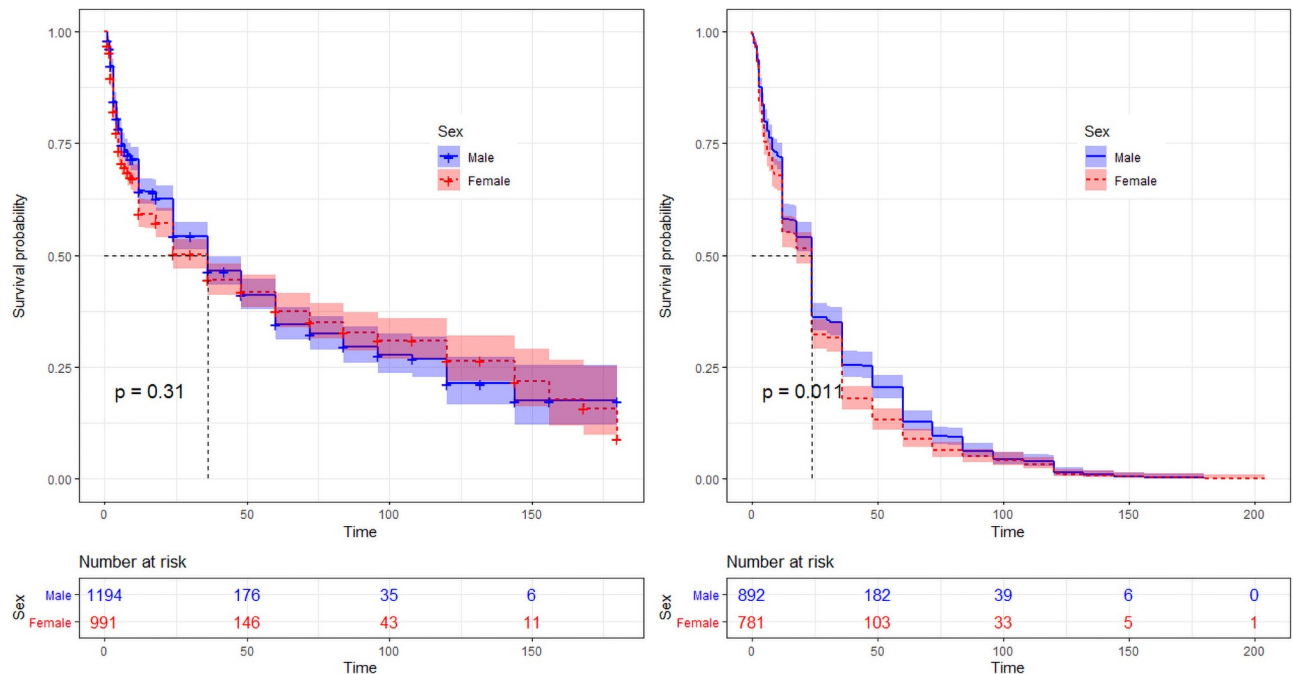 1.00
0.75
0.50
0.25
0.00
Survival probability
Sex
Male
Female
p = 0.31
0 50 100 150
Time
Number at risk
Sex
Male 1194 176 35 6
Female 991 146 43 11
0 50 100 150
Time
1.00
0.75
0.50
0.25
0.00
Survival probability
Sex
Male
Female
p = 0.011
0 50 100 150 200
Time
Number at risk
Sex
Male 892 182 39 6 0
Female 781 103 33 5 1
0 50 100 150 200
Time